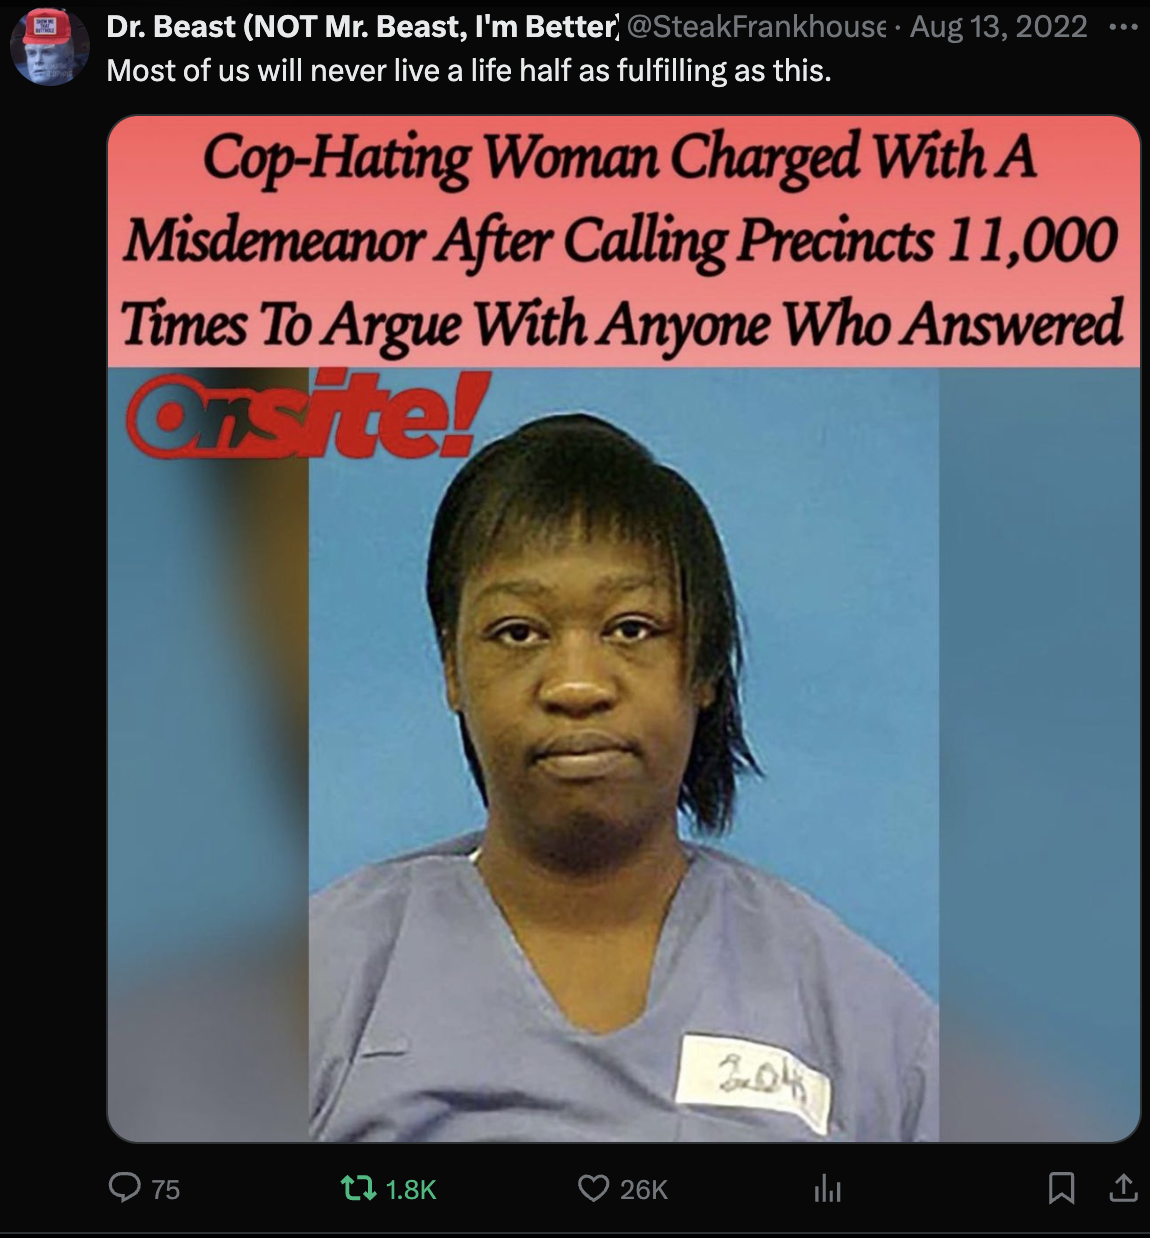 Dr. Beast (NOT Mr. Beast, I'm Better) @SteakFrankhouse · Aug 13, 2022
Most of us will never live a life half as fulfilling as this.
Cop-Hating Woman Charged With A
Misdemeanor After Calling Precincts 11,000
Times To Argue With Anyone Who Answered
Onsite!
75 1.8K 26K